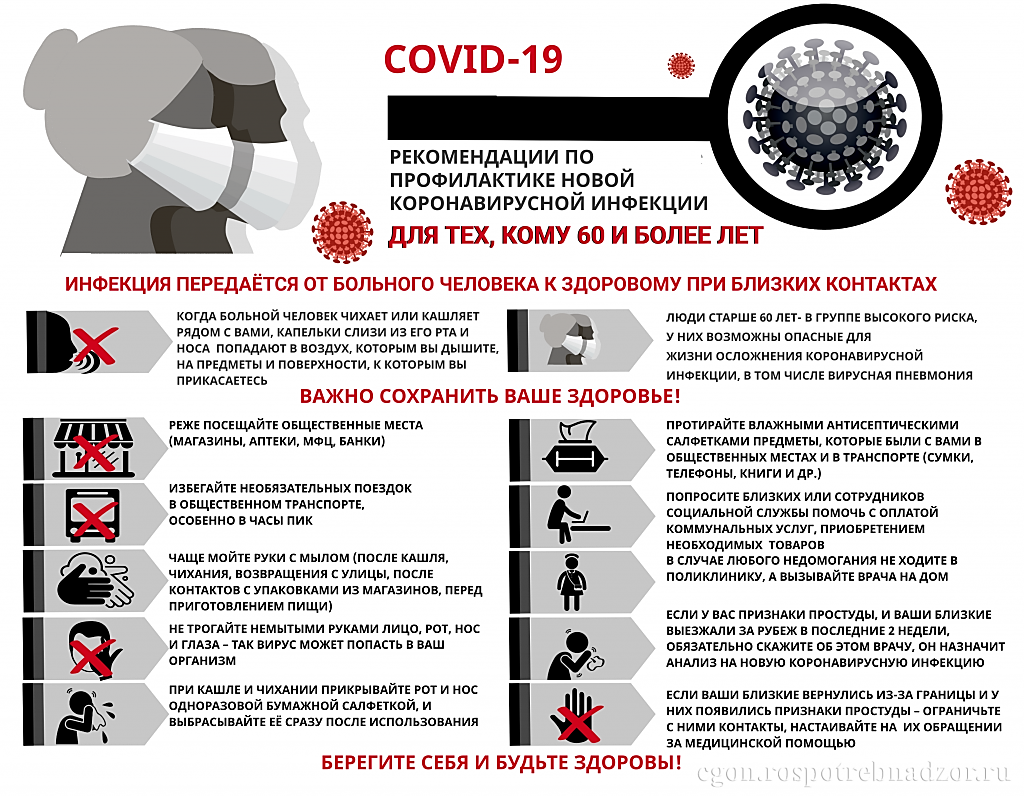 COVID-19
РЕКОМЕНДАЦИИ ПО
ПРОФИЛАКТИКЕ НОВОЙ
КОРОНАВИРУСНОЙ ИНФЕКЦИИ
ДЛЯ ТЕХ, КОМУ 60 И БОЛЕЕ ЛЕТ
ИНФЕКЦИЯ ПЕРЕДАЁТСЯ ОТ БОЛЬНОГО ЧЕЛОВЕКА К ЗДОРОВОМУ ПРИ БЛИЗКИХ КОНТАКТАХ
КОГДА БОЛЬНОЙ ЧЕЛОВЕК ЧИХАЕТ ИЛИ КАШЛЯЕТ
РЯДОМ С ВАМИ, КАПЕЛЬКИ СЛИЗИ ИЗ ЕГО РТА И
НОСА ПОПАДАЮТ В ВОЗДУХ, КОТОРЫМ ВЫ ДЫШИТЕ,
НА ПРЕДМЕТЫ И ПОВЕРХНОСТИ, К КОТОРЫМ ВЫ
ПРИКАСАЕТЕСЬ
ЛЮДИ СТАРШЕ 60 ЛЕТ- В ГРУППЕ ВЫСОКОГО РИСКА,
У НИХ ВОЗМОЖНЫ ОПАСНЫЕ ДЛЯ
ЖИЗНИ ОСЛОЖНЕНИЯ КОРОНАВИРУСНОЙ
ИНФЕКЦИИ, В ТОМ ЧИСЛЕ ВИРУСНАЯ ПНЕВМОНИЯ
ВАЖНО СОХРАНИТЬ ВАШЕ ЗДОРОВЬЕ!
РЕЖЕ ПОСЕЩАЙТЕ ОБЩЕСТВЕННЫЕ МЕСТА
(МАГАЗИНЫ, АПТЕКИ, МФЦ, БАНКИ)
ИЗБЕГАЙТЕ НЕОБЯЗАТЕЛЬНЫХ ПОЕЗДОК
В ОБЩЕСТВЕННОМ ТРАНСПОРТЕ,
ОСОБЕННО В ЧАСЫ ПИК
ЧАЩЕ МОЙТЕ РУКИ С МЫЛОМ (ПОСЛЕ КАШЛЯ,
ЧИХАНИЯ, ВОЗВРАЩЕНИЯ С УЛИЦЫ, ПОСЛЕ
КОНТАКТОВ С УПАКОВКАМИ ИЗ МАГАЗИНОВ, ПЕРЕД
ПРИГОТОВЛЕНИЕМ ПИЩИ)
НЕ ТРОГАЙТЕ НЕМЫТЫМИ РУКАМИ ЛИЦО, РОТ, НОС
И ГЛАЗА – ТАК ВИРУС МОЖЕТ ПОПАСТЬ В ВАШ
ОРГАНИЗМ
ПРИ КАШЛЕ И ЧИХАНИИ ПРИКРЫВАЙТЕ РОТ И НОС
ОДНОРАЗОВОЙ БУМАЖНОЙ САЛФЕТКОЙ, И
ВЫБРАСЫВАЙТЕ ЕЁ СРАЗУ ПОСЛЕ ИСПОЛЬЗОВАНИЯ
ПРОТИРАЙТЕ ВЛАЖНЫМИ АНТИСЕПТИЧЕСКИМИ
САЛФЕТКАМИ ПРЕДМЕТЫ, КОТОРЫЕ БЫЛИ С ВАМИ В
ОБЩЕСТВЕННЫХ МЕСТАХ И В ТРАНСПОРТЕ (СУМКИ,
ТЕЛЕФОНЫ, КНИГИ И ДР.)
ПОПРОСИТЕ БЛИЗКИХ ИЛИ СОТРУДНИКОВ
СОЦИАЛЬНОЙ СЛУЖБЫ ПОМОЧЬ С ОПЛАТОЙ
КОММУНАЛЬНЫХ УСЛУГ, ПРИОБРЕТЕНИЕМ
НЕОБХОДИМЫХ ТОВАРОВ
В СЛУЧАЕ ЛЮБОГО НЕДОМОГАНИЯ НЕ ХОДИТЕ В
ПОЛИКЛИНИКУ, А ВЫЗЫВАЙТЕ ВРАЧА НА ДОМ
ЕСЛИ У ВАС ПРИЗНАКИ ПРОСТУДЫ, И ВАШИ БЛИЗКИЕ
ВЫЕЗЖАЛИ ЗА РУБЕЖ В ПОСЛЕДНИЕ 2 НЕДЕЛИ,
ОБЯЗАТЕЛЬНО СКАЖИТЕ ОБ ЭТОМ ВРАЧУ, ОН НАЗНАЧИТ
АНАЛИЗ НА НОВУЮ КОРОНАВИРУСНУЮ ИНФЕКЦИЮ
ЕСЛИ ВАШИ БЛИЗКИЕ ВЕРНУЛИСЬ ИЗ-ЗА ГРАНИЦЫ И У
НИХ ПОЯВИЛИСЬ ПРИЗНАКИ ПРОСТУДЫ – ОГРАНИЧЬТЕ
С НИМИ КОНТАКТЫ, НАСТАИВАЙТЕ НА ИХ ОБРАЩЕНИИ
ЗА МЕДИЦИНСКОЙ ПОМОЩЬЮ
БЕРЕГИТЕ СЕБЯ И БУДЬТЕ ЗДОРОВЫ!
cgon.rospotrebnadzor.ru